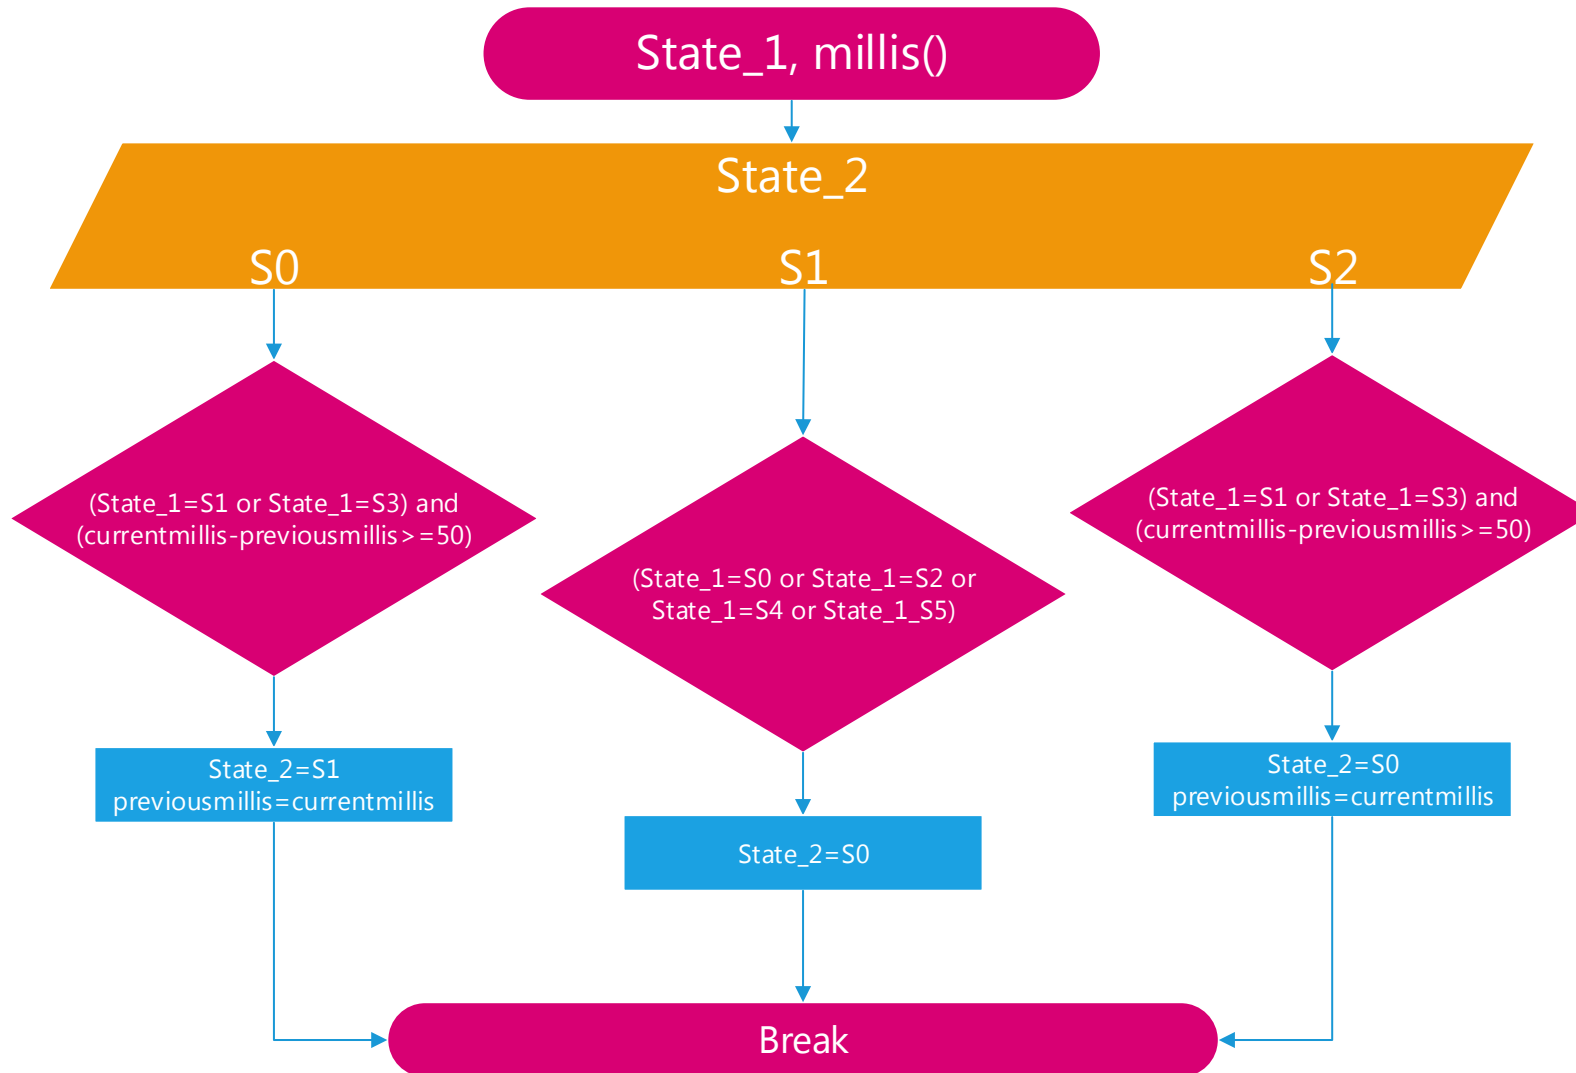 State_1, millis()
State_2
S0
S1
S2
(State_1=S1 or State_1=S3) and
(currentmillis-previousmillis>=50)
(State_1=S0 or State_1=S2 or
State_1=S4 or State_1_S5)
(State_1=S1 or State_1=S3) and
(currentmillis-previousmillis>=50)
State_2=S1
previousmillis=currentmillis
State_2=S0
State_2=S0
previousmillis=currentmillis
Break